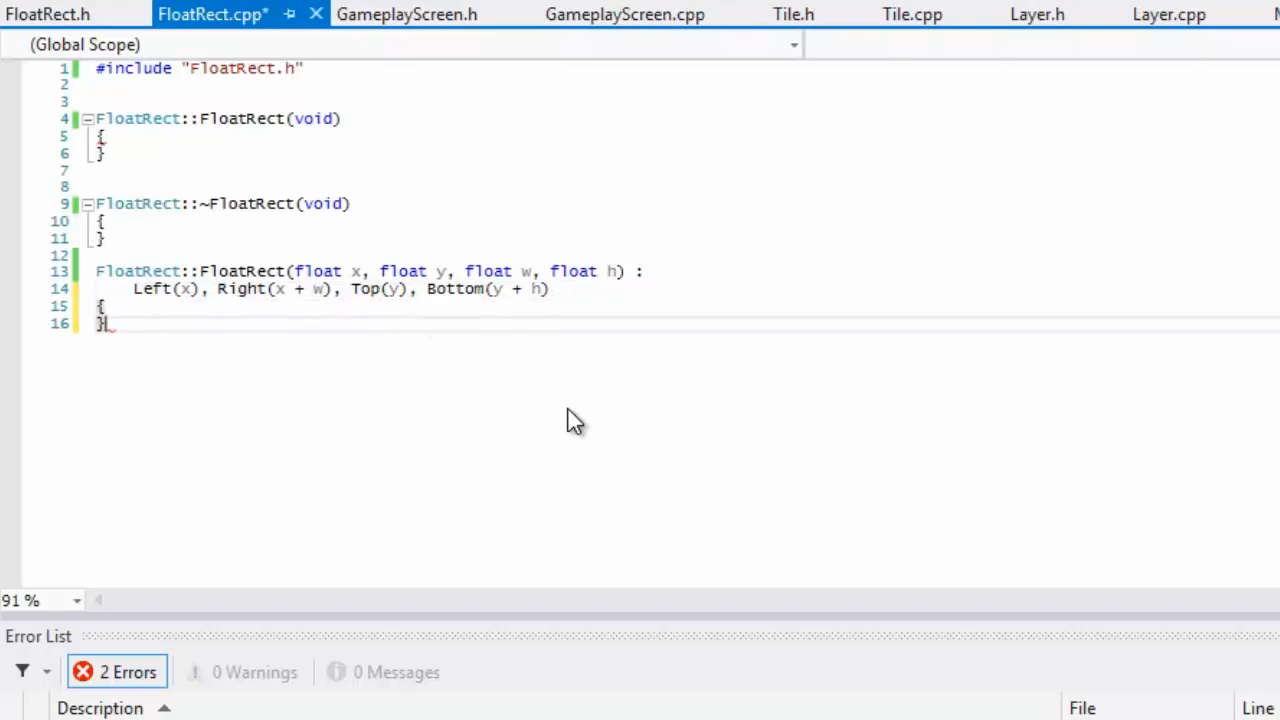 FloatRect.h FloatRect.cpp* GameplayScreen.h GameplayScreen.cpp Tile.h Tile.cpp Layer.h Layer.cpp
(Global Scope)
1 #include "FloatRect.h"
2
3
4 FloatRect::FloatRect(void)
5 {
6 }
7
8
9 FloatRect::~FloatRect(void)
10 {
11 }
12
13 FloatRect::FloatRect(float x, float y, float w, float h) :
14 Left(x), Right(x + w), Top(y), Bottom(y + h)
15 {
16 }
91 %
Error List
2 Errors 0 Warnings 0 Messages
Description File Line